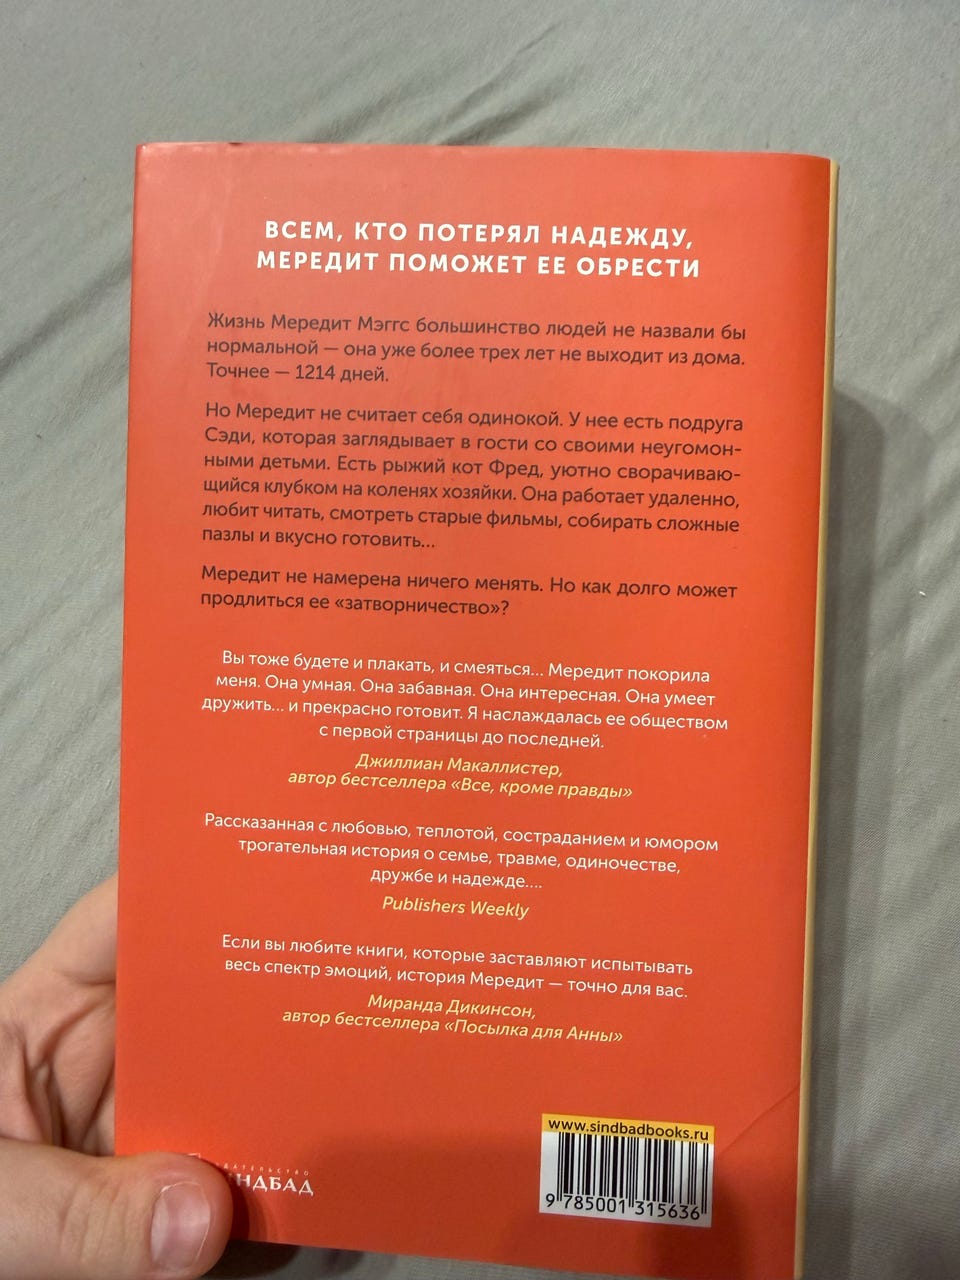 ВСЕМ, КТО ПОТЕРЯЛ НАДЕЖДУ,
МЕРЕДИТ ПОМОЖЕТ ЕЕ ОБРЕСТИ
Жизнь Мередит Мэггс большинство людей не назвали бы
нормальной — она уже более трех лет не выходит из дома.
Точнее — 1214 дней.
Но Мередит не считает себя одинокой. У нее есть подруга
Сэди, которая заглядывает в гости со своими неугомон-
ными детьми. Есть рыжий кот Фред, уютно сворачиваю-
щийся клубком на коленях хозяйки. Она работает удаленно,
любит читать, смотреть старые фильмы, собирать сложные
пазлы и вкусно готовить...
Мередит не намерена ничего менять. Но как долго может
продлиться ее «затворничество»?
Вы тоже будете и плакать, и смеяться... Мередит покорила
меня. Она умная. Она забавная. Она интересная. Она умеет
дружить... и прекрасно готовит. Я наслаждалась ее обществом
с первой страницы до последней.
Джиллиан Макаллистер,
автор бестселлера «Все, кроме правды»
Рассказанная с любовью, теплотой, состраданием и юмором
трогательная история о семье, травме, одиночестве,
дружбе и надежде....
Publishers Weekly
Если вы любите книги, которые заставляют испытывать
весь спектр эмоций, история Мередит — точно для вас.
Миранда Дикинсон,
автор бестселлера «Посылка для Анны»
www.sindbadbooks.ru
9 785001 315636